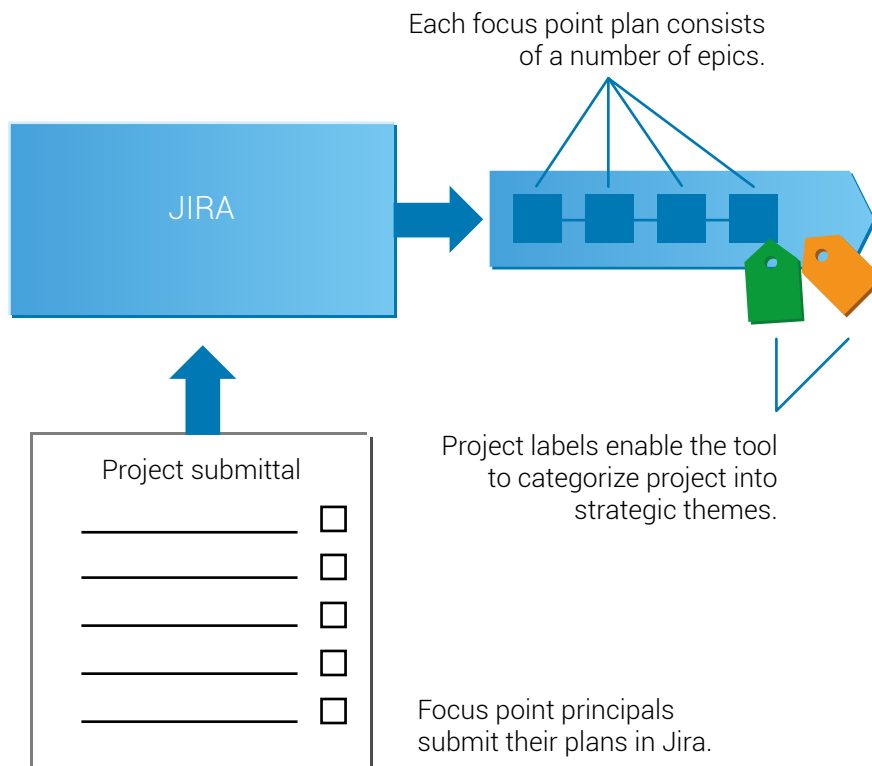 Each focus point plan consists
of a number of epics.
JIRA
Project submittal
Project labels enable the tool
to categorize project into
strategic themes.
Focus point principals
submit their plans in Jira.